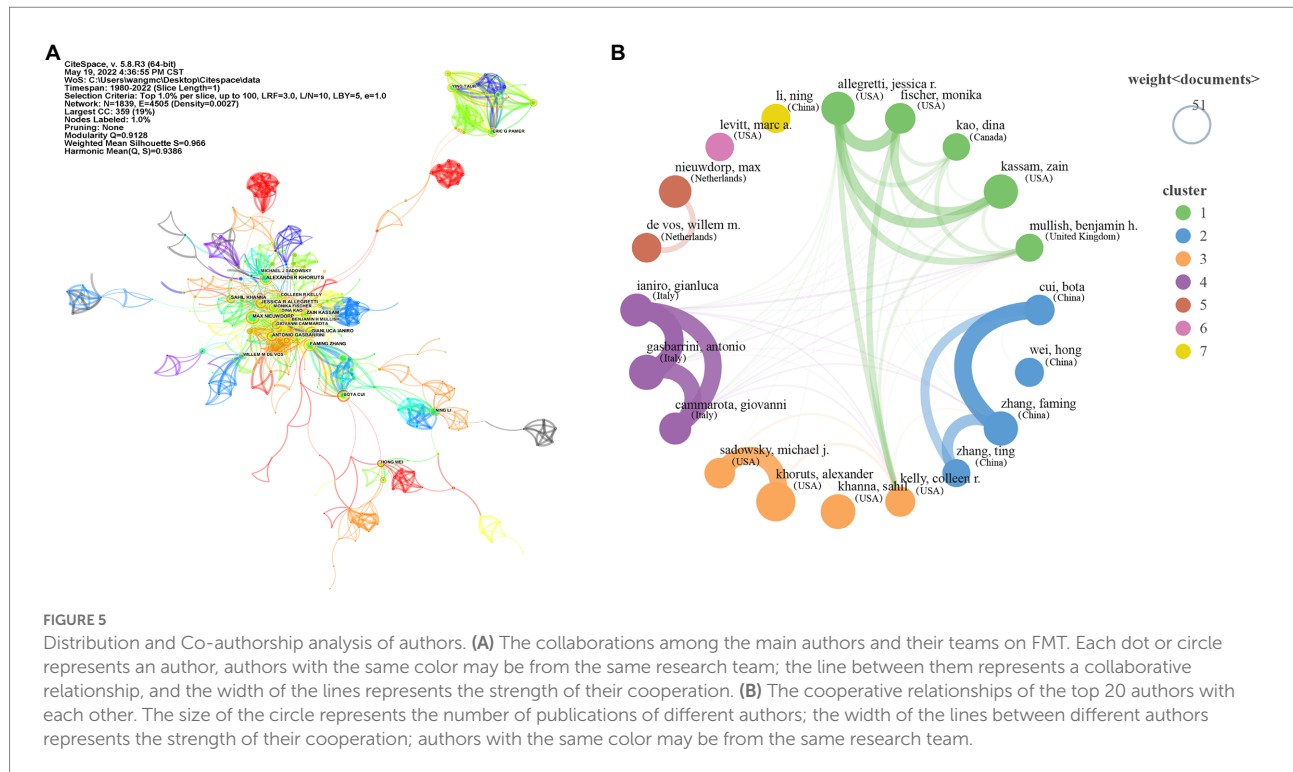 A
CiteSpace, v. 5.8.R3 (64-bit)
May 19, 2022 4:36:55 PM CST
WoS: C:\Users\wangmc\Desktop\Citespace\data
Timespan: 1980-2022 (Slice Length=1)
Selection Criteria: Top 1.0% per slice, up to 100, LRF=3.0, L/N=10, LBY=5, e=1.0
Network: N=1839, E=4505 (Density=0.0027)
Largest CC: 359 (19%)
Nodes Labeled: 1.0%
Pruning: None
Modularity Q=0.9128
Weighted Mean Silhouette S=0.966
Harmonic Mean(Q, S)=0.9386
YING TAUR
ERIC G PAMER
MICHAEL J SADOWSKY
ALEXANDER KHORUTS
COLLEEN R KELLY
SAHIL KHANNA
JESSICA R ALLEGRETTI
MONIKA FISCHER
DINA KAO
ZAIN KASSAM
MAX NIEUWDORP
BENJAMIN H MULLISH
GIOVANNI CAMMAROTA
GIANLUCA IANIRO
ANTONIO GASBARRINI
FAMING ZHANG
WILLEM M DE VOS
BOTA CUI
NING LI
HONG WEI
B
allegretti, jessica r.
(USA)
fischer, monika
(USA)
kao, dina
(Canada)
kassam, zain
(USA)
mullish, benjamin h.
(United Kingdom)
cui, bota
(China)
wei, hong
(China)
zhang, faming
(China)
zhang, ting
(China)
kelly, colleen r.
(USA)
khanna, sahil
(USA)
khoruts, alexander
(USA)
sadowsky, michael j.
(USA)
cammarota, giovanni
(Italy)
gasbarrini, antonio
(Italy)
ianiro, gianluca
(Italy)
de vos, willem m.
(Netherlands)
nieuwdorp, max
(Netherlands)
levitt, marc a.
(USA)
li, ning
(China)
weight<documents>
51
cluster
1
2
3
4
5
6
7
FIGURE 5
Distribution and Co-authorship analysis of authors. (A) The collaborations among the main authors and their teams on FMT. Each dot or circle
represents an author, authors with the same color may be from the same research team; the line between them represents a collaborative
relationship, and the width of the lines represents the strength of their cooperation. (B) The cooperative relationships of the top 20 authors with
each other. The size of the circle represents the number of publications of different authors; the width of the lines between different authors
represents the strength of their cooperation; authors with the same color may be from the same research team.